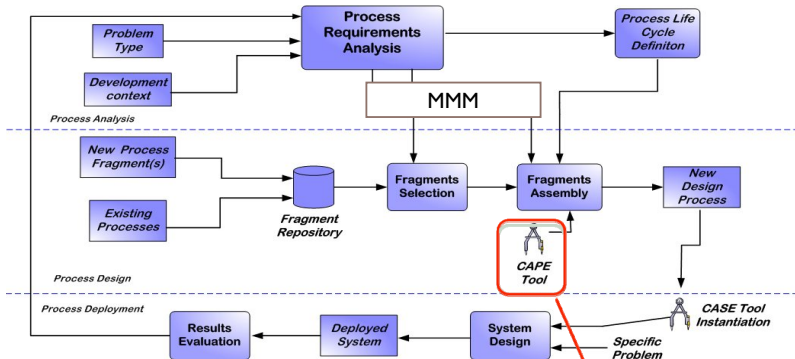 Problem
Type
Process
Requirements
Analysis
Process Life
Cycle
Definiton
Development
context
MMM
Process Analysis
New Process
Fragment(s)
Existing
Processes
Fragment
Repository
Fragments
Selection
Fragments
Assembly
New
Design
Process
CAPE
Tool
Process Design
Process Deployment
Results
Evaluation
Deployed
System
System
Design
CASE Tool
Instantiation
Specific
Problem